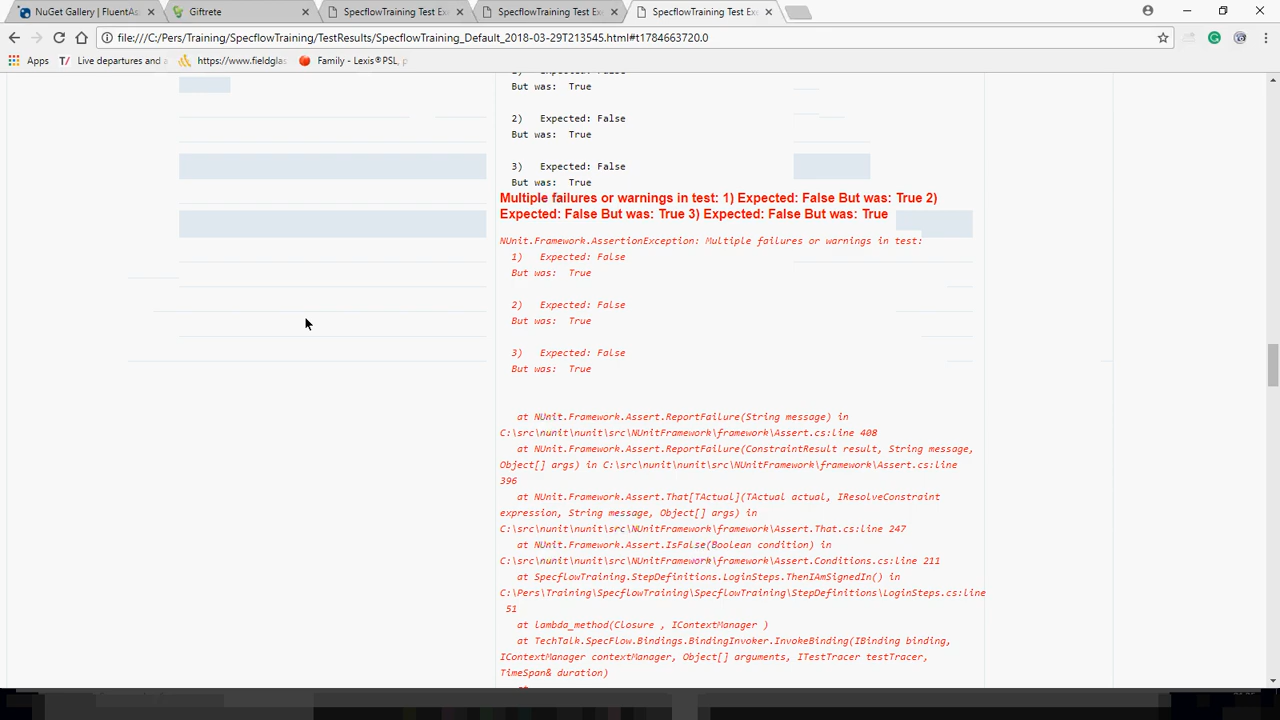 NuGet Gallery | FluentAs
Giftrete
SpecflowTraining Test Ex
SpecflowTraining Test Ex
SpecflowTraining Test Ex
file:///C:/Pers/Training/SpecflowTraining/TestResults/SpecflowTraining_Default_2018-03-29T213545.html#t1784663720.0
Apps
Live departures and a
https://www.fieldglas
Family - Lexis®PSL, p
Expected: False
But was: True
2) Expected: False
But was: True
3) Expected: False
But was: True
Multiple failures or warnings in test: 1) Expected: False But was: True 2)
Expected: False But was: True 3) Expected: False But was: True
NUnit.Framework.AssertionException: Multiple failures or warnings in test:
1) Expected: False
But was: True
2) Expected: False
But was: True
3) Expected: False
But was: True
at NUnit.Framework.Assert.ReportFailure(String message) in
C:\src\nunit\nunit\src\NUnitFramework\framework\Assert.cs:line 408
at NUnit.Framework.Assert.ReportFailure(ConstraintResult result, String message,
Object[] args) in C:\src\nunit\nunit\src\NUnitFramework\framework\Assert.cs:line
396
at NUnit.Framework.Assert.That[TActual](TActual actual, IResolveConstraint
expression, String message, Object[] args) in
C:\src\nunit\nunit\src\NUnitFramework\framework\Assert.That.cs:line 247
at NUnit.Framework.Assert.IsFalse(Boolean condition) in
C:\src\nunit\nunit\src\NUnitFramework\framework\Assert.Conditions.cs:line 211
at SpecflowTraining.StepDefinitions.LoginSteps.ThenIAmSignedIn() in
C:\Pers\Training\SpecflowTraining\SpecflowTraining\StepDefinitions\LoginSteps.cs:line
51
at lambda_method(Closure , IContextManager )
at TechTalk.SpecFlow.Bindings.BindingInvoker.InvokeBinding(IBinding binding,
IContextManager contextManager, Object[] arguments, ITestTracer testTracer,
TimeSpan& duration)